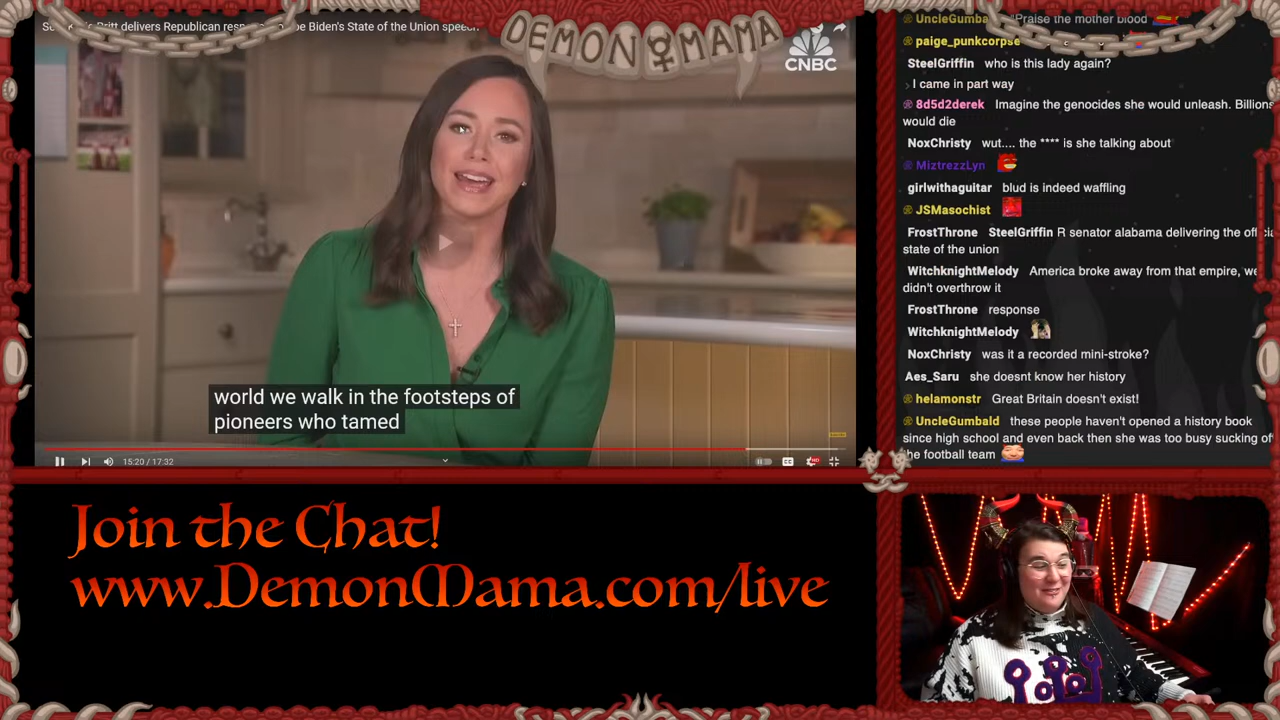 Britt delivers Republican
Biden's State of the Union speech
DEMON MAMA
CNBC
world we walk in the footsteps of
pioneers who tamed
15:20 / 17:32
HD
UncleGumba "Praise the mother blood
paige_punkcorpse
SteelGriffin who is this lady again?
I came in part way
8d5d2derek Imagine the genocides she would unleash. Billions
would die
NoxChristy wut.... the **** is she talking about
MiztrezzLyn
girlwithaguitar blud is indeed waffling
JSMasochist
FrostThrone SteelGriffin R senator alabama delivering the
state of the union
WitchknightMelody America broke away from that empire, we
didn't overthrow it
FrostThrone response
WitchknightMelody
NoxChristy was it a recorded mini-stroke?
Aes_Saru she doesnt know her history
helamonstr Great Britain doesn't exist!
UncleGumbald these people haven't opened a history book
since high school and even back then she was too busy sucking
the football team
Join the Chat!
www.DemonMama.com/live